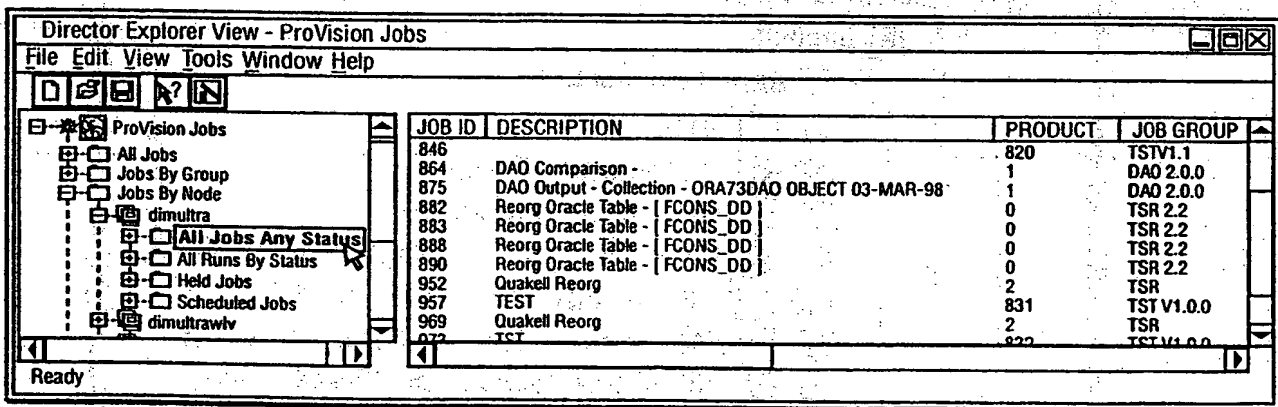 Director Explorer View - ProVision Jobs
File Edit View Tools Window Help
ProVision Jobs
All Jobs
Jobs By Group
Jobs By Node
dimultra
All Jobs Any Status
All Runs By Status
Held Jobs
Scheduled Jobs
dimultrawlv
JOB ID DESCRIPTION PRODUCT JOB GROUP
846 820 TSTV1.1
864 DAO Comparison - 1 DAO 2.0.0
875 DAO Output - Collection - ORA73DAO OBJECT 03-MAR-98 1 DAO 2.0.0
882 Reorg Oracle Table - [ FCONS_DD ] 0 TSR 2.2
883 Reorg Oracle Table - [ FCONS_DD ] 0 TSR 2.2
888 Reorg Oracle Table - [ FCONS_DD ] 0 TSR 2.2
890 Reorg Oracle Table - [ FCONS_DD ] 0 TSR 2.2
952 Quakell Reorg 2 TSR
957 TEST 831 TST V1.0.0
969 Quakell Reorg 2 TSR
TST TST V1.0.0
Ready